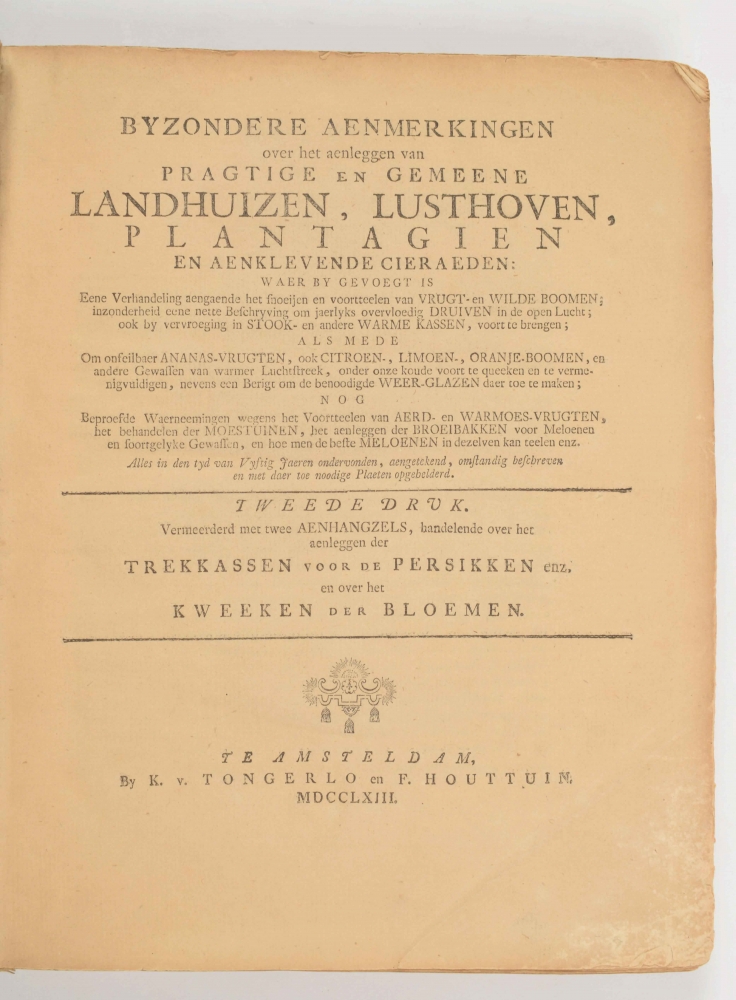 BYZONDERE AENMERKINGEN
over het aenleggen van
PRAGTIGE EN GEMEENE
LANDHUIZEN, LUSTHOVEN,
PLANTAGIEN
EN AENKLEVENDE CIERAEDEN:
WAER BY GEVOEGT IS
Eene Verhandeling aengaende het ſnoeijen en voortteelen van VRUGT- en WILDE BOOMEN;
inzonderheid eene nette Beſchryving om jaerlyks overvloedig DRUIVEN in de open Lucht;
ook by vervroeging in STOOK- en andere WARME KASSEN, voort te brengen;
ALS MEDE
Om onfeilbaer ANANAS-VRUGTEN, ook CITROEN-, LIMOEN-, ORANJE-BOOMEN, en
andere Gewaſſen van warmer Luchtſtreek, onder onze koude voort te queeken en te verme-
nigvuldigen, nevens een Berigt om de benoodigde WEER-GLAZEN daer toe te maken;
NOG
Beproefde Waerneemingen wegens het Voortteelen van AERD- en WARMOES-VRUGTEN,
het behandelen der MOESTUINEN, het aenleggen der BROEIBAKKEN voor Meloenen
en ſoortgelyke Gewaſſen, en hoe men de beſte MELOENEN in dezelven kan teelen enz.
Alles in den tyd van Vyftig Jaeren ondervonden, aengetekend, omſtandig beſchreven
en met daer toe noodige Plaeten opgehelderd.
TWEEDE DRUK.
Vermeerderd met twee AENHANGZELS, handelende over het
aenleggen der
TREKKASSEN VOOR DE PERSIKKEN enz.
en over het
KWEEKEN DER BLOEMEN.
TE AMSTELDAM,
By K. v. TONGERLO en F. HOUTTUIN,
MDCCLXIII.